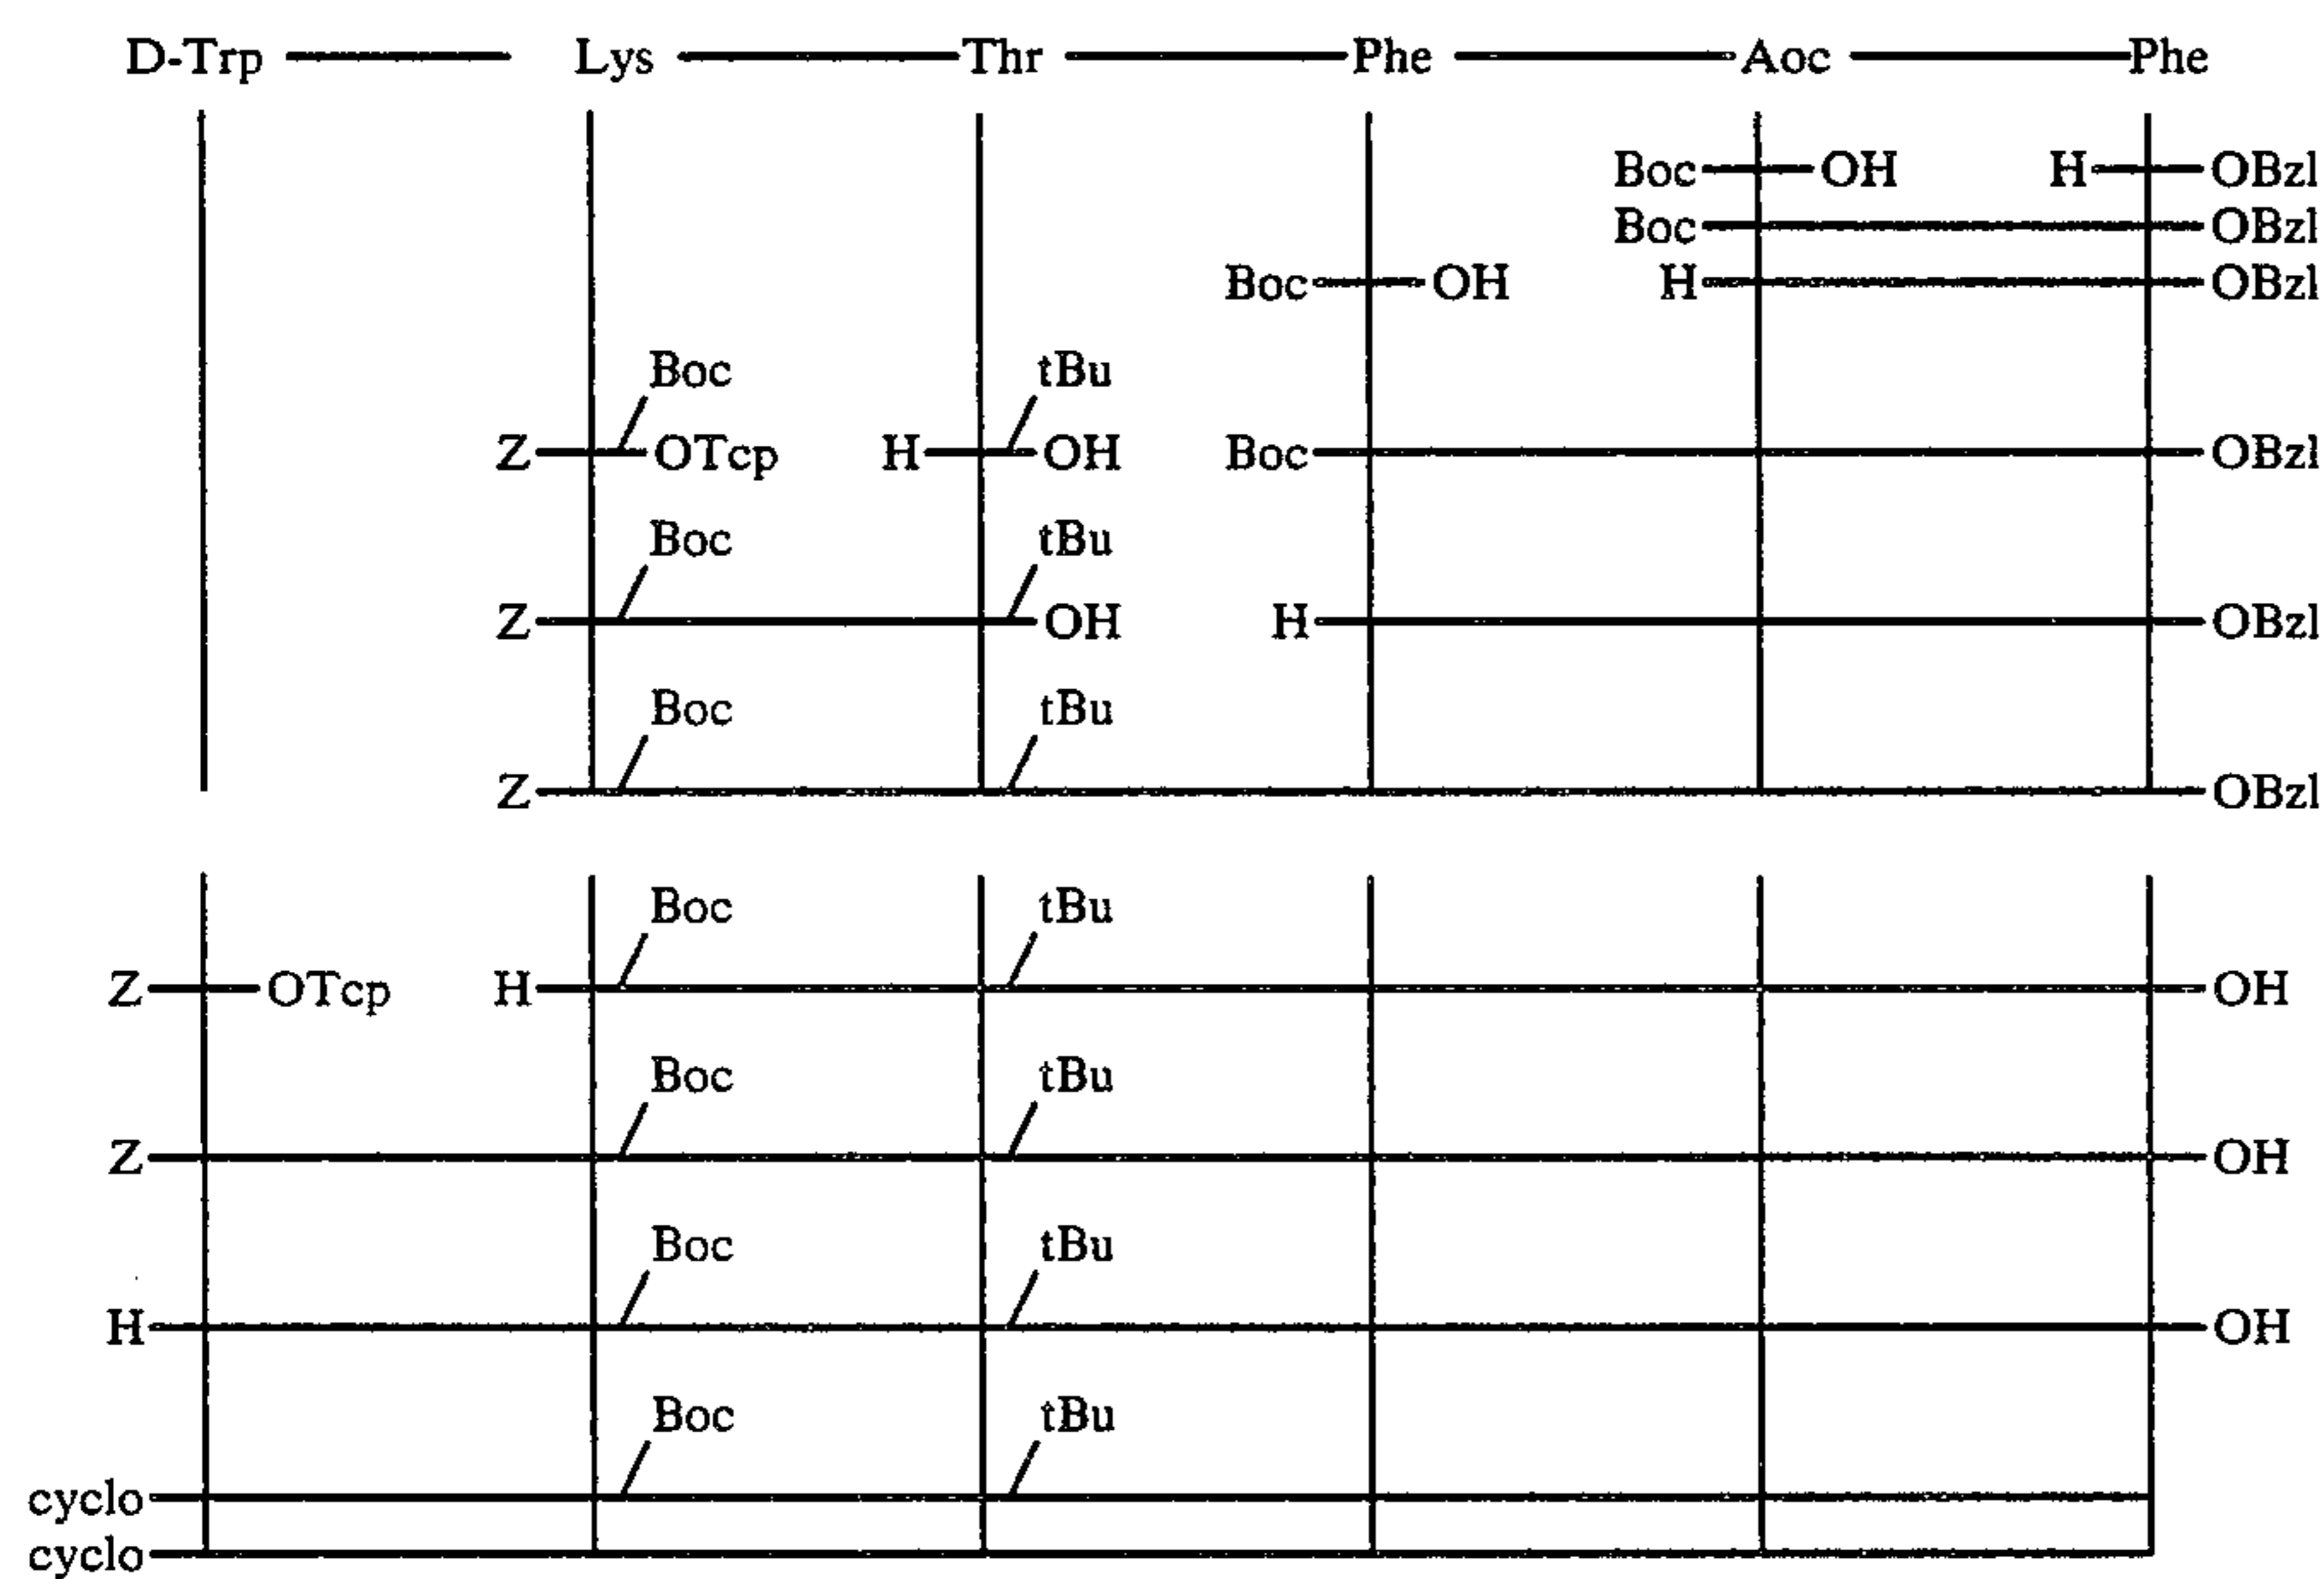 D-Trp Lys Thr Phe Aoc Phe
Boc OH H OBzl
Boc OBzl
Boc OH H OBzl
Boc tBu
Z OTcp H OH Boc OBzl
Boc tBu
Z OH H OBzl
Boc tBu
Z OBzl
Boc tBu
Z OTcp H OH
Boc tBu
Z OH
Boc tBu
H OH
Boc tBu
cyclo
cyclo